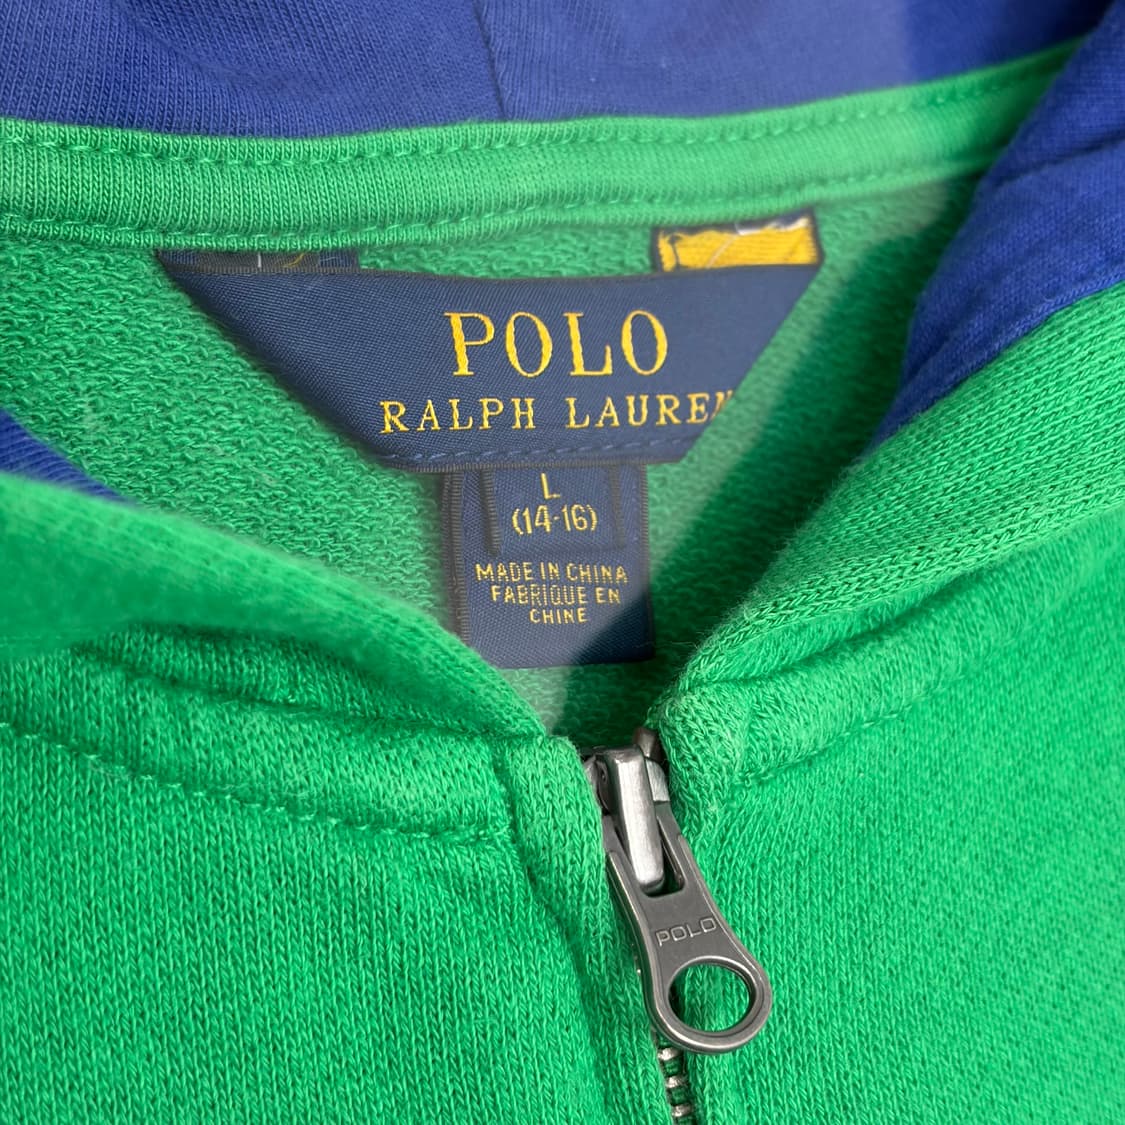 POLO
RALPH LAUREN
L
(14-16)
MADE IN CHINA
FABRIQUE EN
CHINE
POLO